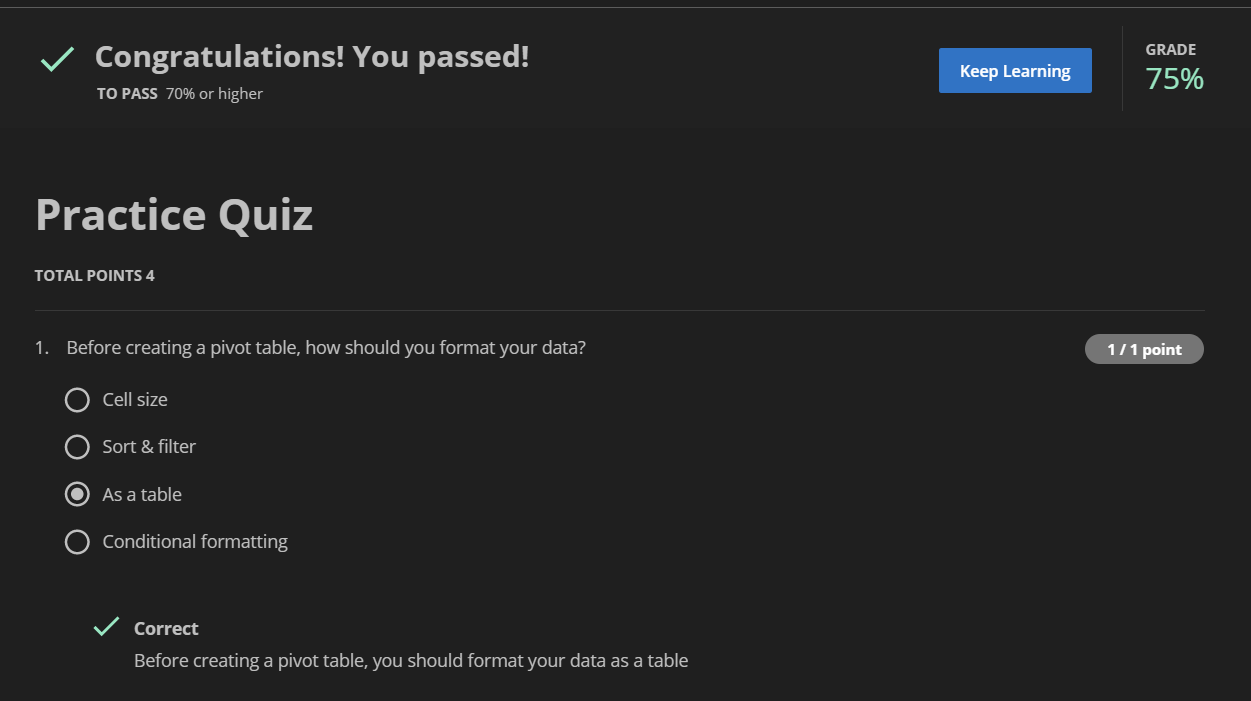 Congratulations! You passed!
TO PASS 70% or higher
Keep Learning
GRADE
75%
Practice Quiz
TOTAL POINTS 4
1. Before creating a pivot table, how should you format your data?
1 / 1 point
Cell size
Sort & filter
As a table
Conditional formatting
Correct
Before creating a pivot table, you should format your data as a table